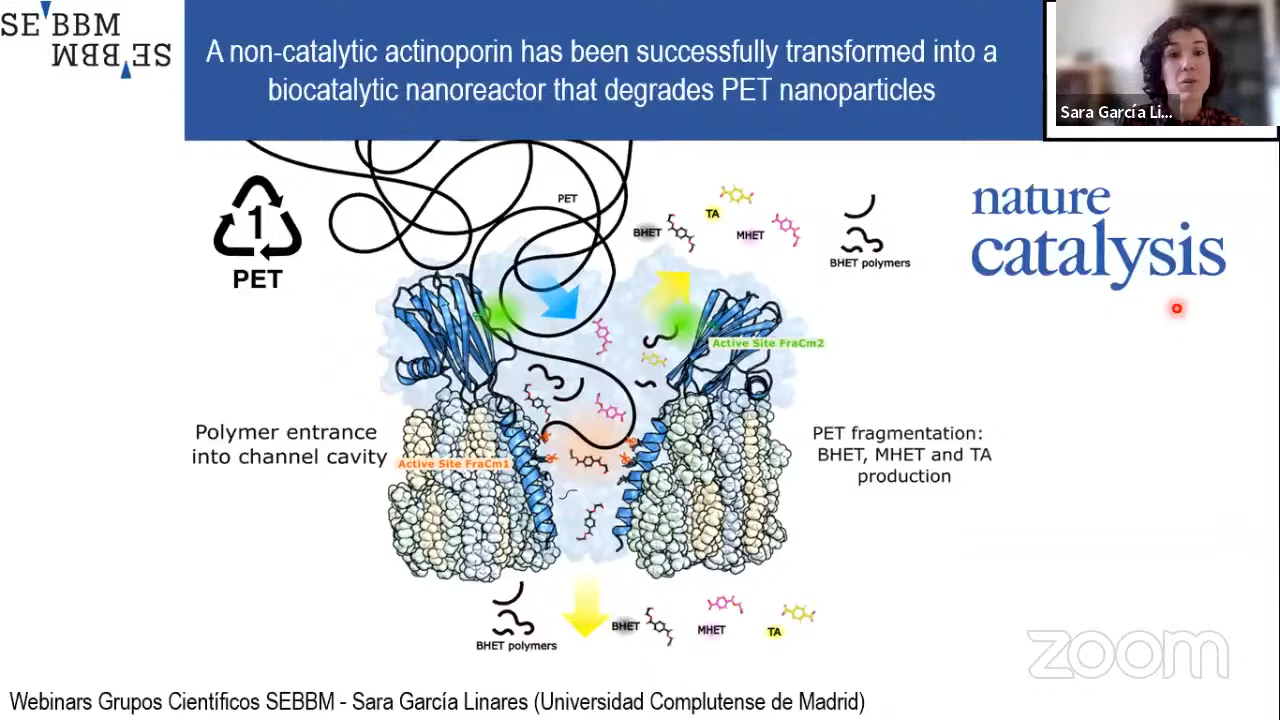 SE BBM
SE BBM
A non-catalytic actinoporin has been successfully transformed into a
biocatalytic nanoreactor that degrades PET nanoparticles
Sara García Li...
1
PET
PET
BHET
TA
MHET
BHET polymers
nature
catalysis
Active Site FraCm2
Polymer entrance
into channel cavity
Active Site FraCm1
PET fragmentation:
BHET, MHET and TA
production
BHET polymers
BHET
MHET
TA
zoom
Webinars Grupos Científicos SEBBM - Sara García Linares (Universidad Complutense de Madrid)